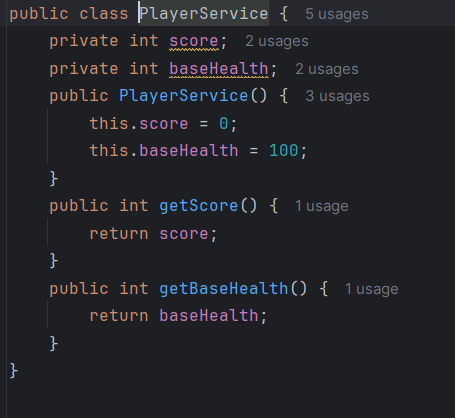 public class PlayerService { 5 usages
private int score; 2 usages
private int baseHealth; 2 usages
public PlayerService() { 3 usages
this.score = 0;
this.baseHealth = 100;
}
public int getScore() { 1 usage
return score;
}
public int getBaseHealth() { 1 usage
return baseHealth;
}
}